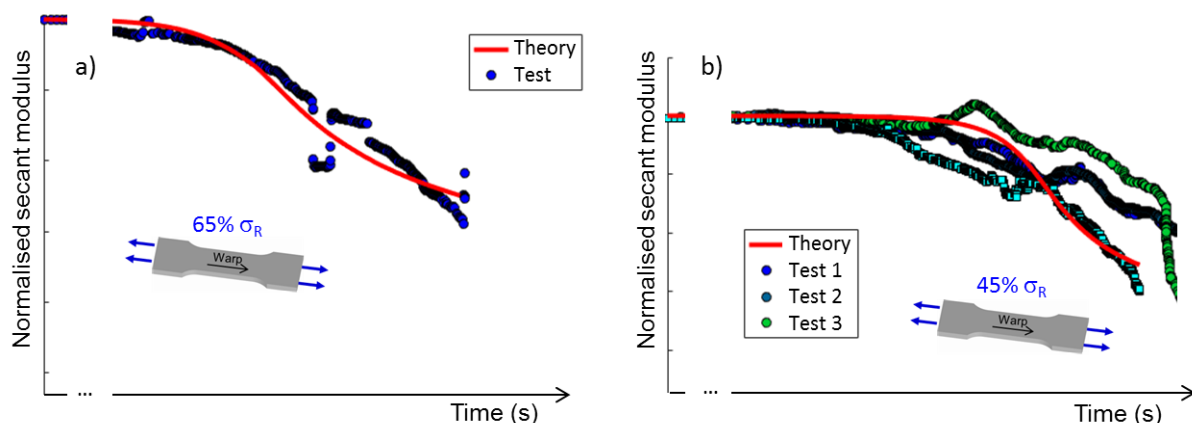 a)
Normalised secant modulus
Theory
Test
65% σR
Warp
...
Time (s)
b)
Normalised secant modulus
Theory
Test 1
Test 2
Test 3
45% σR
Warp
...
Time (s)